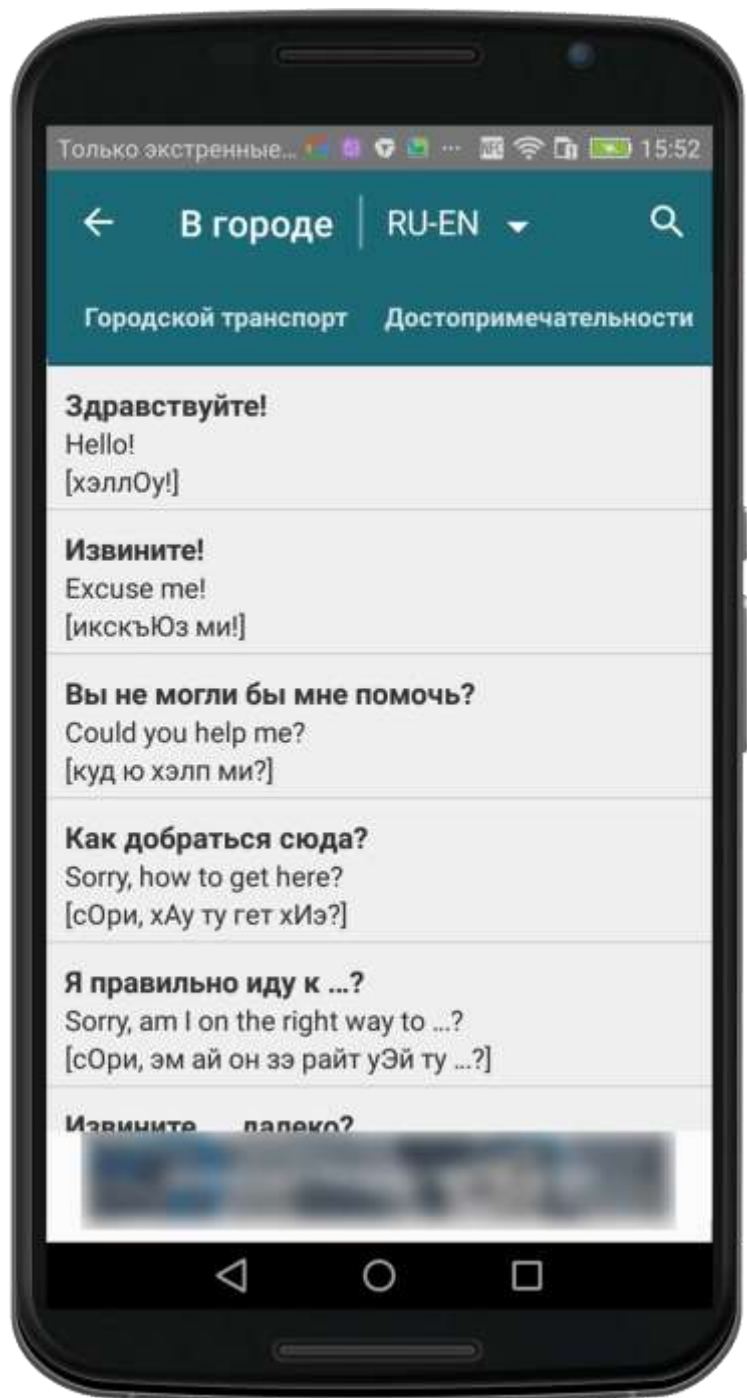 Только экстренные... NFC 15:52
В городе RU-EN
Городской транспорт Достопримечательности
Здравствуйте!
Hello!
[хэллОу!]
Извините!
Excuse me!
[икскъЮз ми!]
Вы не могли бы мне помочь?
Could you help me?
[куд ю хэлп ми?]
Как добраться сюда?
Sorry, how to get here?
[сОри, хАу ту гет хИэ?]
Я правильно иду к ...?
Sorry, am I on the right way to ...?
[сОри, эм ай он зэ райт уЭй ту ...?]
Извините ... далеко?